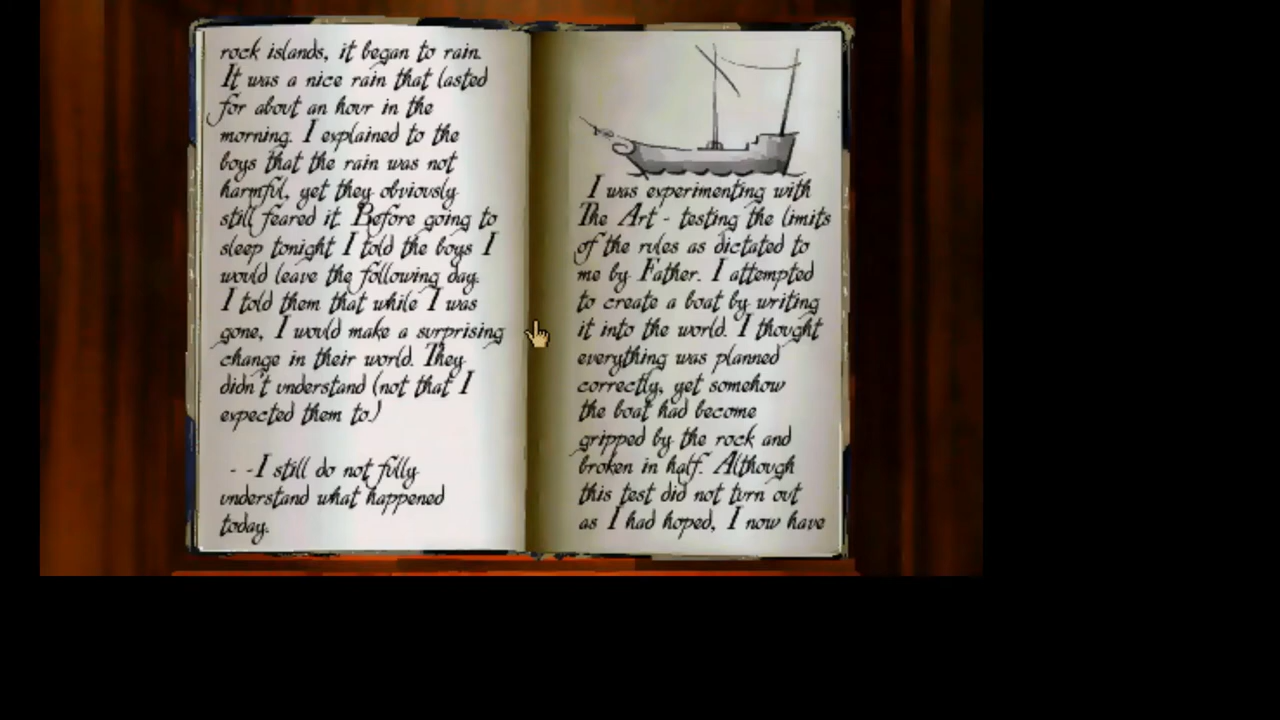 rock islands, it began to rain.
It was a nice rain that lasted
for about an hour in the
morning. I explained to the
boys that the rain was not
harmful, yet they obviously
still feared it. Before going to
sleep tonight I told the boys I
would leave the following day.
I told them that while I was
gone, I would make a surprising
change in their world. They
didn't understand (not that I
expected them to.)
--I still do not fully
understand what happened
today.
I was experimenting with
The Art - testing the limits
of the rules as dictated to
me by Father. I attempted
to create a boat by writing
it into the world. I thought
everything was planned
correctly, yet somehow
the boat had become
gripped by the rock and
broken in half. Although
this test did not turn out
as I had hoped, I now have